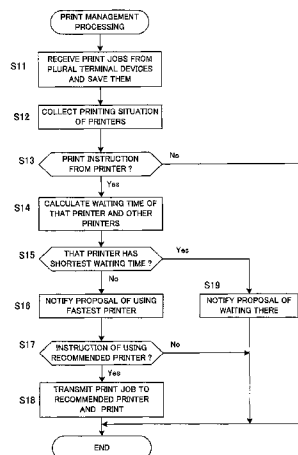 PRINT MANAGEMENT
PROCESSING
S11
RECEIVE PRINT JOBS FROM
PLURAL TERMINAL DEVICES
AND SAVE THEM
S12
COLLECT PRINTING SITUATION
OF PRINTERS
S13
PRINT INSTRUCTION
FROM PRINTER ?
No
Yes
S14
CALCULATE WAITING TIME OF
THAT PRINTER AND OTHER
PRINTERS
S15
THAT PRINTER HAS
SHORTEST WAITING TIME ?
Yes
No
S16
NOTIFY PROPOSAL OF USING
FASTEST PRINTER
S19
NOTIFY PROPOSAL OF
WAITING THERE
S17
INSTRUCTION OF USING
RECOMMENDED PRINTER ?
No
Yes
S18
TRANSMIT PRINT JOB TO
RECOMMENDED PRINTER
AND PRINT
END